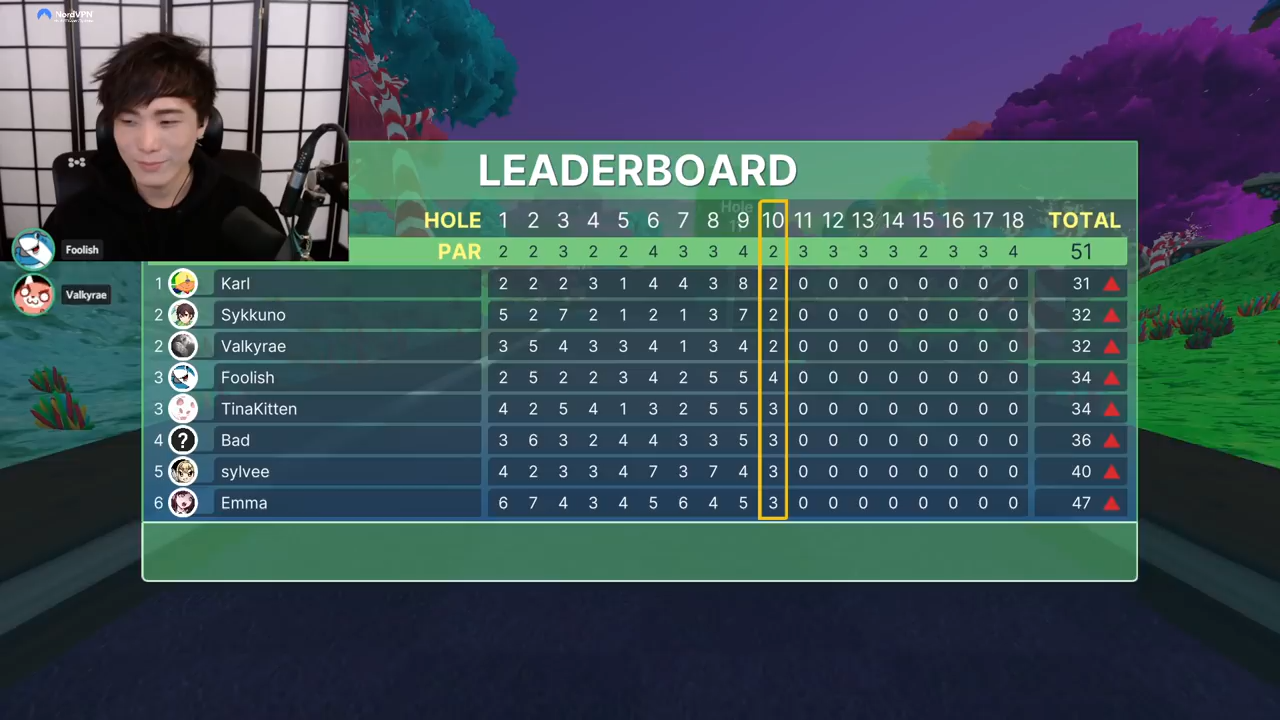 NordVPN
LEADERBOARD
HOLE 1 2 3 4 5 6 7 8 9 10 11 12 13 14 15 16 17 18 TOTAL
PAR 2 2 3 2 2 4 3 3 4 2 3 3 3 3 2 3 3 4 51
Foolish
Valkyrae
1 Karl 2 2 2 3 1 4 4 3 8 2 0 0 0 0 0 0 0 0 31
2 Sykkuno 5 2 7 2 1 2 1 3 7 2 0 0 0 0 0 0 0 0 32
2 Valkyrae 3 5 4 3 3 4 1 3 4 2 0 0 0 0 0 0 0 0 32
3 Foolish 2 5 2 2 3 4 2 5 5 4 0 0 0 0 0 0 0 0 34
3 TinaKitten 4 2 5 4 1 3 2 5 5 3 0 0 0 0 0 0 0 0 34
4 ? Bad 3 6 3 2 4 4 3 3 5 3 0 0 0 0 0 0 0 0 36
5 sylvee 4 2 3 3 4 7 3 7 4 3 0 0 0 0 0 0 0 0 40
6 Emma 6 7 4 3 4 5 6 4 5 3 0 0 0 0 0 0 0 0 47